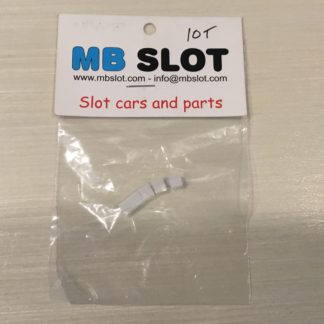 10T
MB SLOT
www.mbslot.com - info@mbslot.com
Slot cars and parts